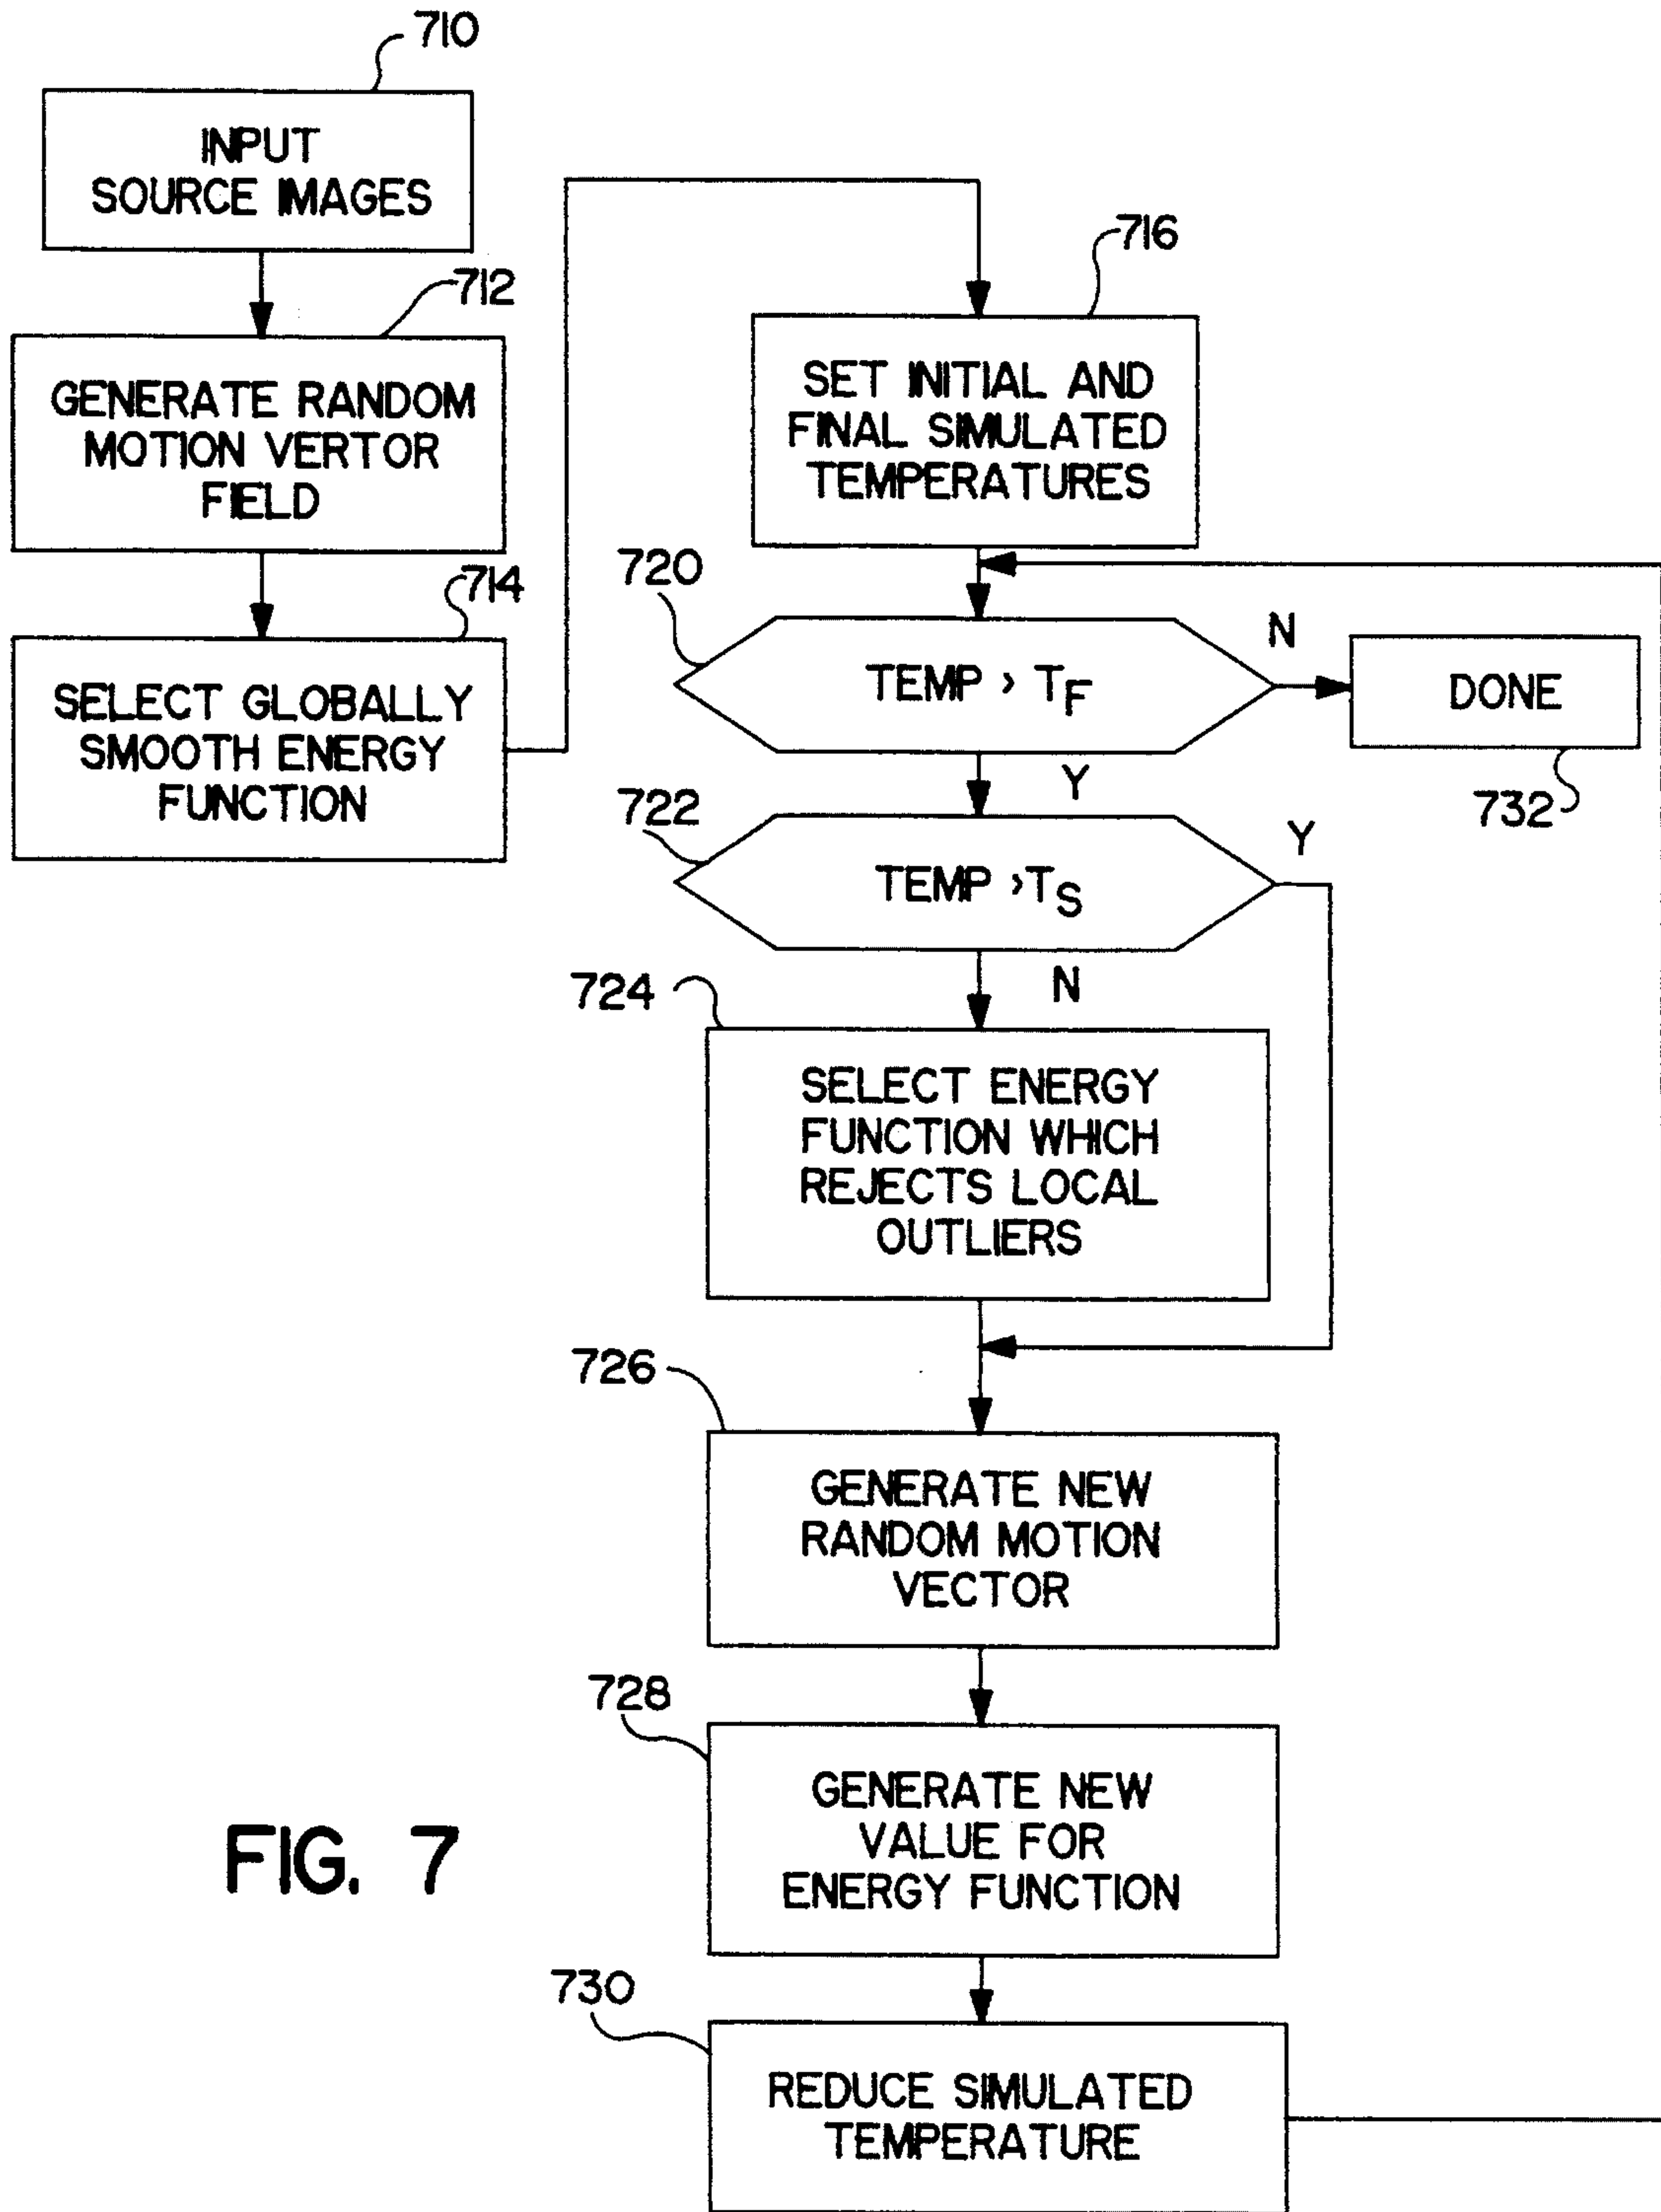 710
INPUT
SOURCE IMAGES
712
GENERATE RANDOM
MOTION VERTOR
FIELD
714
SELECT GLOBALLY
SMOOTH ENERGY
FUNCTION
716
SET INITIAL AND
FINAL SIMULATED
TEMPERATURES
720
TEMP > TF
N
DONE
732
Y
722
TEMP >TS
Y
N
724
SELECT ENERGY
FUNCTION WHICH
REJECTS LOCAL
OUTLIERS
726
GENERATE NEW
RANDOM MOTION
VECTOR
728
GENERATE NEW
VALUE FOR
ENERGY FUNCTION
730
REDUCE SIMULATED
TEMPERATURE
FIG. 7